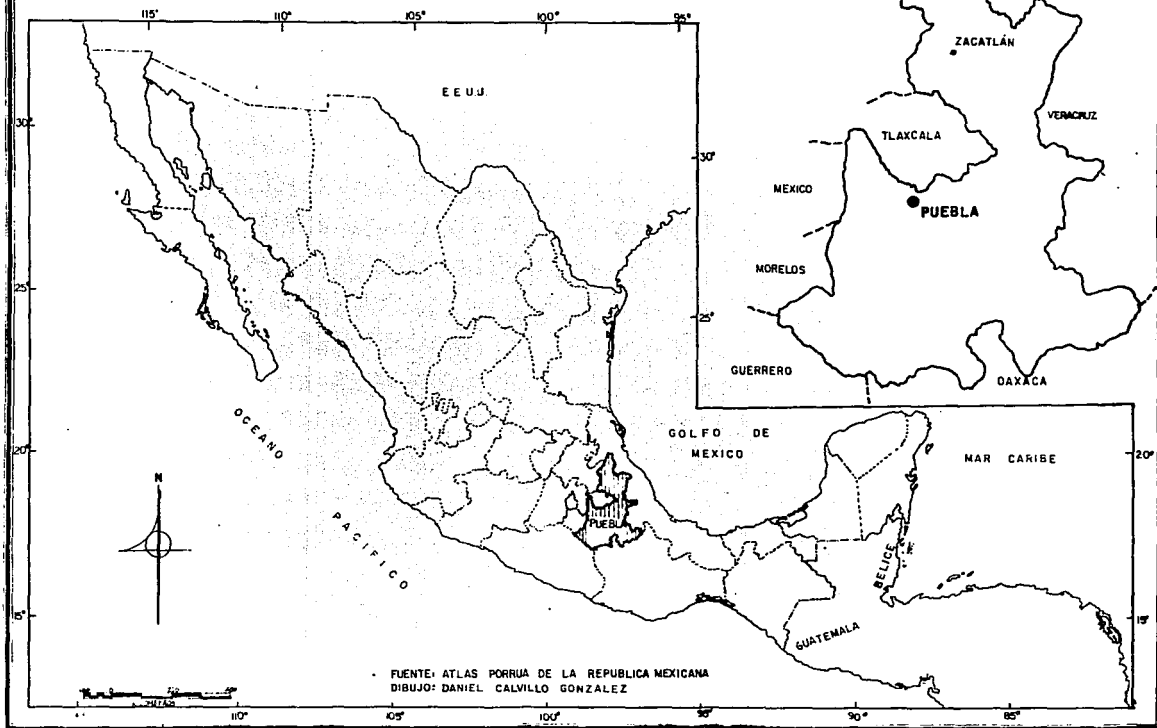 115° 110° 105° 100° 95°
E E U.U.
ZACATLÁN
VERACRUZ
TLAXCALA
MEXICO
PUEBLA
MORELOS
GUERRERO
OAXACA
30°
30°
25°
25°
OCEANO
PACIFICO
GOLFO DE
MEXICO
MAR CARIBE
20°
20°
N
PUEBLA
BELICE
GUATEMALA
15°
15°
FUENTE: ATLAS PORRUA DE LA REPUBLICA MEXICANA
DIBUJO: DANIEL CALVILLO GONZALEZ
110° 105° 100° 95° 90° 85°